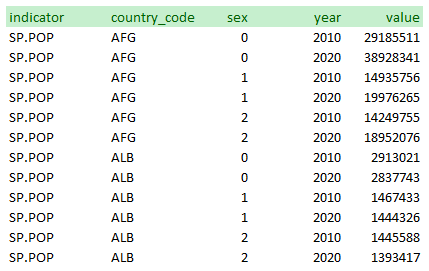 indicator country_code sex year value
SP.POP AFG 0 2010 29185511
SP.POP AFG 0 2020 38928341
SP.POP AFG 1 2010 14935756
SP.POP AFG 1 2020 19976265
SP.POP AFG 2 2010 14249755
SP.POP AFG 2 2020 18952076
SP.POP ALB 0 2010 2913021
SP.POP ALB 0 2020 2837743
SP.POP ALB 1 2010 1467433
SP.POP ALB 1 2020 1444326
SP.POP ALB 2 2010 1445588
SP.POP ALB 2 2020 1393417